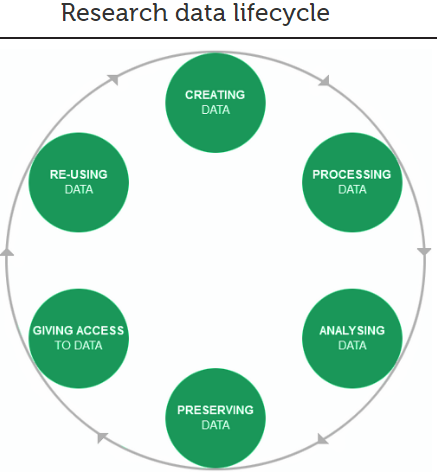 Research data lifecycle
CREATING
DATA
PROCESSING
DATA
ANALYSING
DATA
PRESERVING
DATA
GIVING ACCESS
TO DATA
RE-USING
DATA